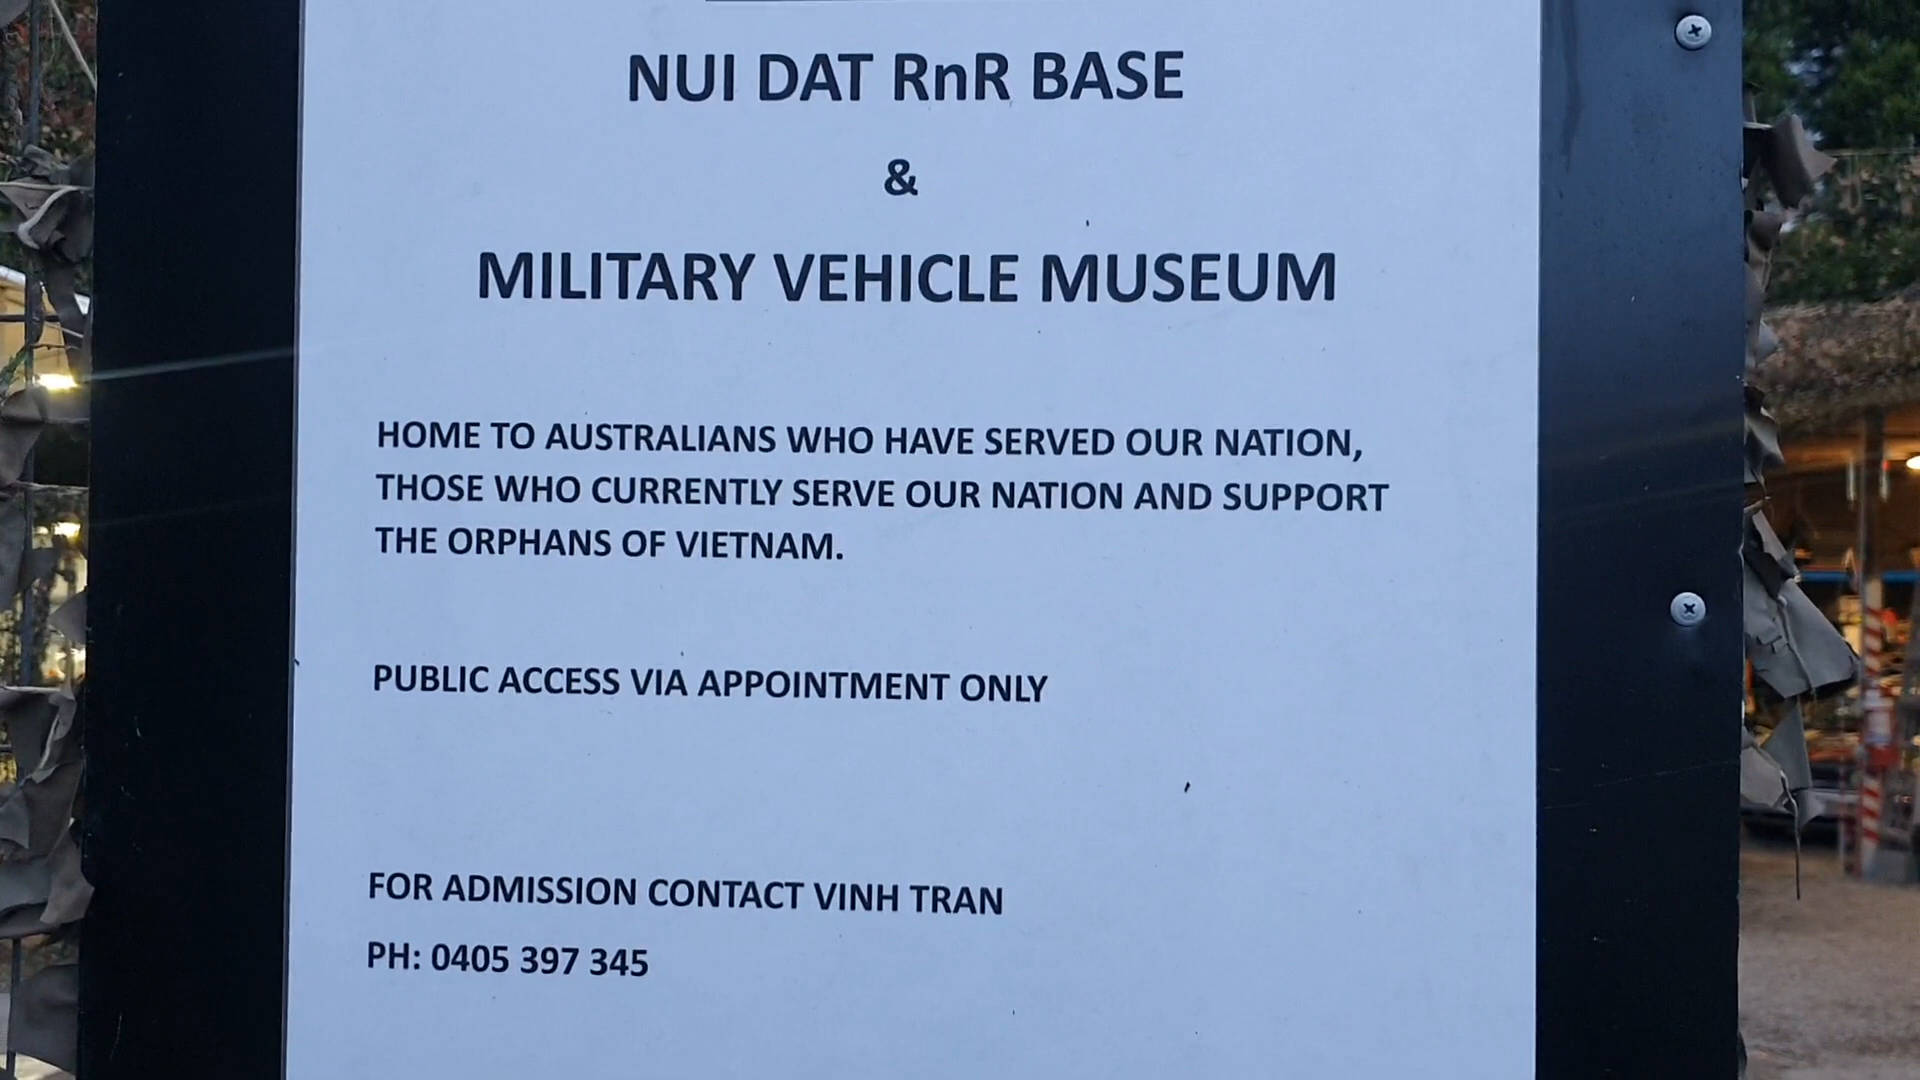 NUI DAT RnR BASE
&
MILITARY VEHICLE MUSEUM
HOME TO AUSTRALIANS WHO HAVE SERVED OUR NATION,
THOSE WHO CURRENTLY SERVE OUR NATION AND SUPPORT
THE ORPHANS OF VIETNAM.
PUBLIC ACCESS VIA APPOINTMENT ONLY
FOR ADMISSION CONTACT VINH TRAN
PH: 0405 397 345